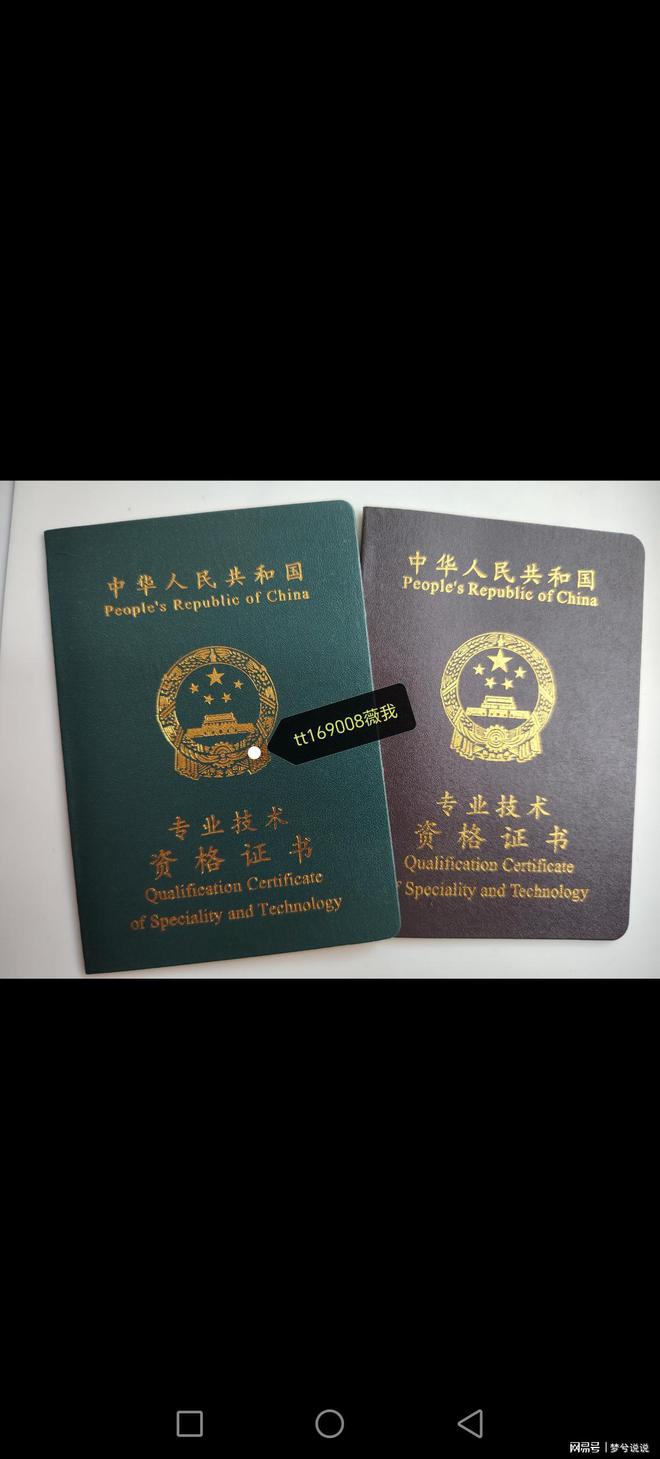 中华人民共和国
People's Republic of China
tt169008薇我
专业技术
资格证书
Qualification Certificate
of Speciality and Technology
中华人民共和国
People's Republic of China
专业技术
资格证书
Qualification Certificate
f Speciality and Technology
网易号 | 梦兮说说